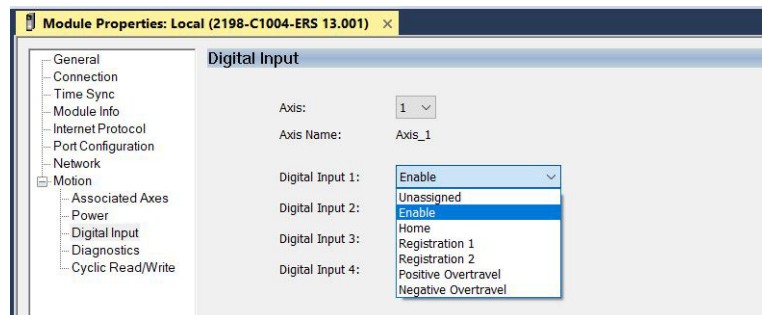 Module Properties: Local (2198-C1004-ERS 13.001) ×
General
Connection
Time Sync
Module Info
Internet Protocol
Port Configuration
Network
Motion
Associated Axes
Power
Digital Input
Diagnostics
Cyclic Read/Write
Digital Input
Axis: 1
Axis Name: Axis_1
Digital Input 1: Enable
Digital Input 2:
Digital Input 3:
Digital Input 4:
Unassigned
Enable
Home
Registration 1
Registration 2
Positive Overtravel
Negative Overtravel